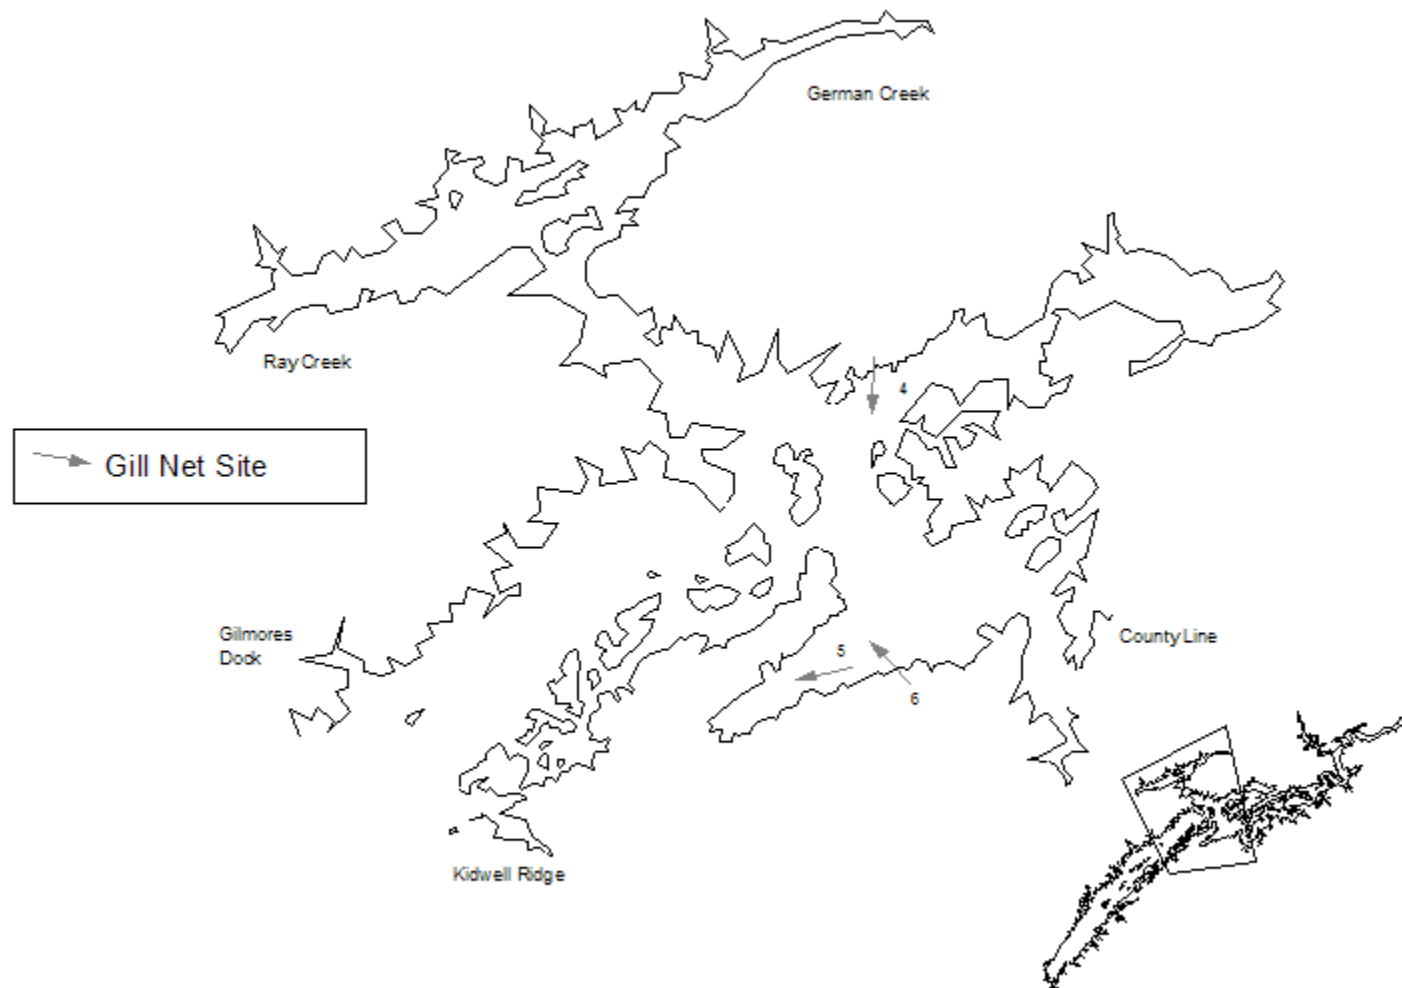 German Creek
Ray Creek
4
Gill Net Site
Gilmores
Dock
County Line
5
6
Kidwell Ridge